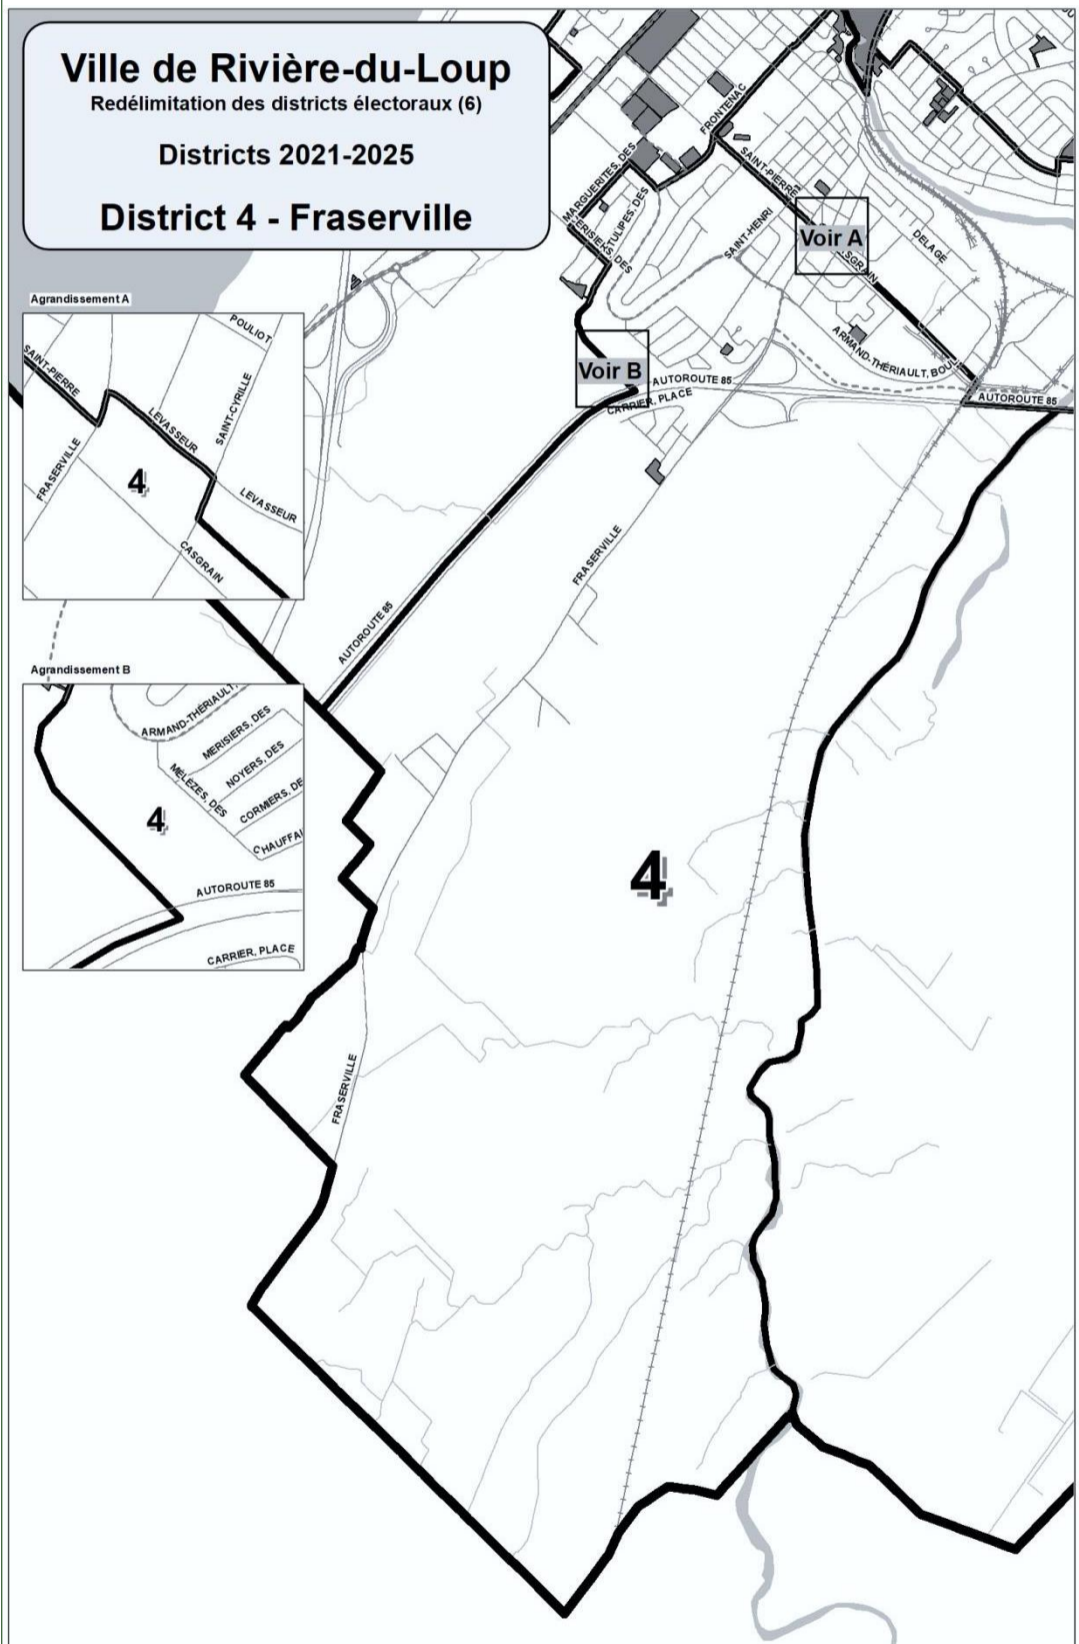 Ville de Rivière-du-Loup
Redélimitation des districts électoraux (6)
Districts 2021-2025
District 4 - Fraserville
FRONTENAC
MARGUERITES, DES
TULIPES, DES
SAINT-PIERRE
SAINT-HENRI
Voir A
DELAGE
ARMAND-THÉRIAULT, BOUL
Voir B
AUTOROUTE 85
CARRIER, PLACE
AUTOROUTE 85
FRASERVILLE
AUTOROUTE 85
4
FRASERVILLE
Agrandissement A
POULIOT
SAINT-PIERRE
LEVASSEUR
SAINT-CYRILLE
FRASERVILLE
4
LEVASSEUR
CASGRAIN
Agrandissement B
ARMAND-THÉRIAULT,
MERISIERS, DES
NOYERS, DES
MÉLÈZES, DES
CORMIERS, DE
4
CHAUFFAI
AUTOROUTE 85
CARRIER, PLACE